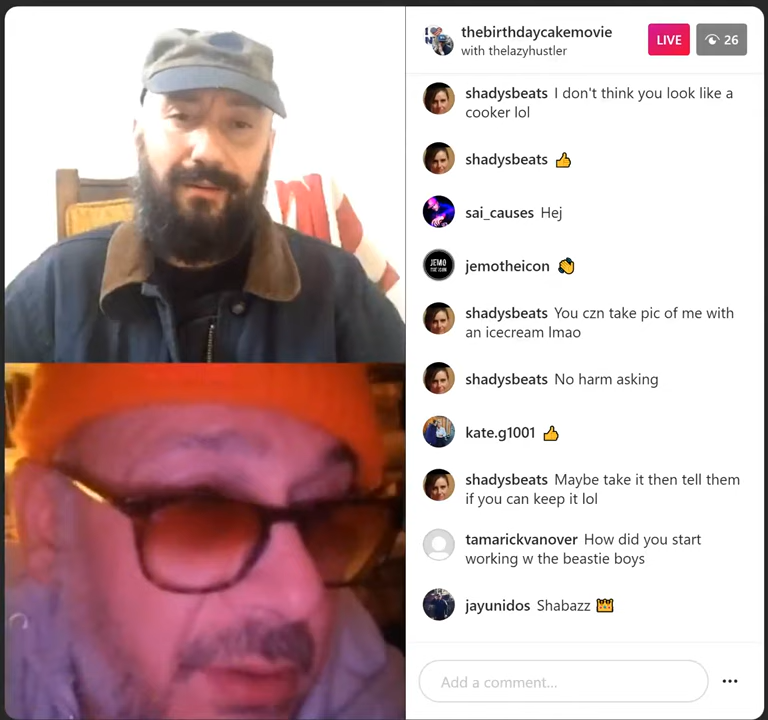 thebirthdaycakemovie
with thelazyhustler
LIVE
26
shadysbeats I don't think you look like a
cooker lol
shadysbeats 👍
sai_causes Hej
JEMO
THE ICON
jemotheicon 👏
shadysbeats You czn take pic of me with
an icecream lmao
shadysbeats No harm asking
kate.g1001 👍
shadysbeats Maybe take it then tell them
if you can keep it lol
tamarickvanover How did you start
working w the beastie boys
jayunidos Shabazz 👑
Add a comment...